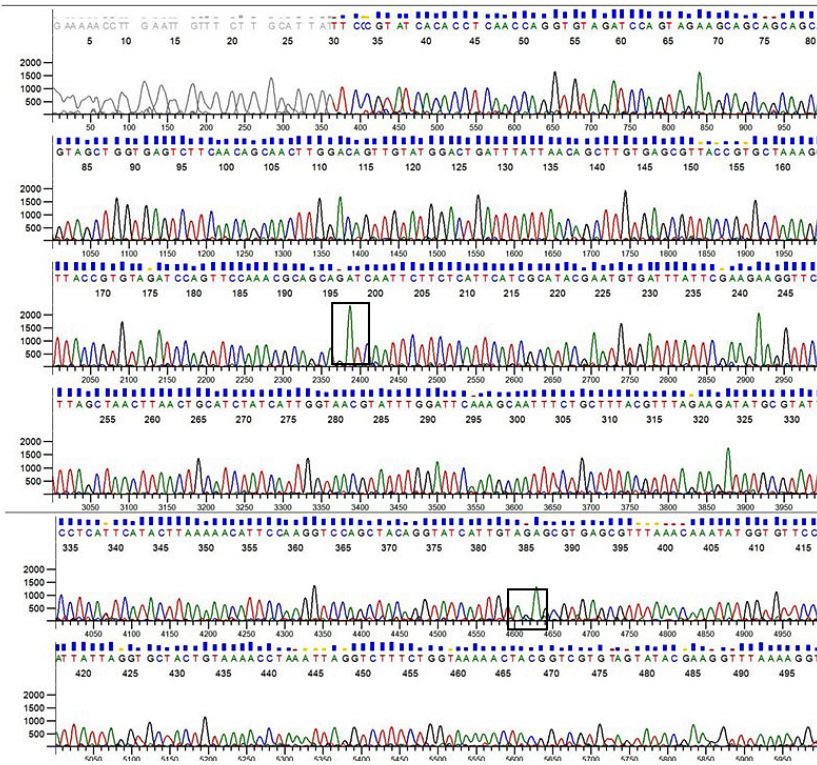 G AAAAACCTT GAATT GTTT CTT GCATTATT CCCGTATCACACCTCAACCAGGTGTAGATCCAGTAGAAGCAGCAGCAGC
5 10 15 20 25 30 35 40 45 50 55 60 65 70 75 80
2000
1500
1000
500
50 100 150 200 250 300 350 400 450 500 550 600 650 700 750 800 850 900 950
GTAGCTGGTGAGTCTTCAACAGCAACTTGGACAGTTGTATGGACTGATTTATTAACAGCTTGTGAGCGTTACCGTGCTAAAG
85 90 95 100 105 110 115 120 125 130 135 140 145 150 155 160
2000
1500
1000
500
1050 1100 1150 1200 1250 1300 1350 1400 1450 1500 1550 1600 1650 1700 1750 1800 1850 1900 1950
TTACCGTGTAGATCCAGTTCCAAACGCAGCAGATCAATTCTTCTCATTCATCGCATACGAATGTGATTTATTCGAAGAAGGTTC
170 175 180 185 190 195 200 205 210 215 220 225 230 235 240 245
2000
1500
1000
500
2050 2100 2150 2200 2250 2300 2350 2400 2450 2500 2550 2600 2650 2700 2750 2800 2850 2900 2950
TTAGCTAACTTAACTGCATCTATCATTGGTAACGTATTTGGATTCAAAGCAATTTCTGCTTTACGTTTAGAAGATATGCGTAT
255 260 265 270 275 280 285 290 295 300 305 310 315 320 325 330
2000
1500
1000
500
3050 3100 3150 3200 3250 3300 3350 3400 3450 3500 3550 3600 3650 3700 3750 3800 3850 3900 3950
CCTCATTCATACTTAAAAACATTCCAAGGTCCAGCTACAGGTATCATTGTAGAGCGTGAGCGTTTAAACAAATATGGTGTTCC
335 340 345 350 355 360 365 370 375 380 385 390 395 400 405 410 415
2000
1500
1000
500
4050 4100 4150 4200 4250 4300 4350 4400 4450 4500 4550 4600 4650 4700 4750 4800 4850 4900 4950
ATTATTAGGTGCTACTGTAAAACCTAAATTAGGTCTTTCTGGTAAAAACTACGGTCGTGTAGTATACGAAGGTTTAAAAGGT
420 425 430 435 440 445 450 455 460 465 470 475 480 485 490 495
2000
1500
1000
500
5050 5100 5150 5200 5250 5300 5350 5400 5450 5500 5550 5600 5650 5700 5750 5800 5850 5900 5950